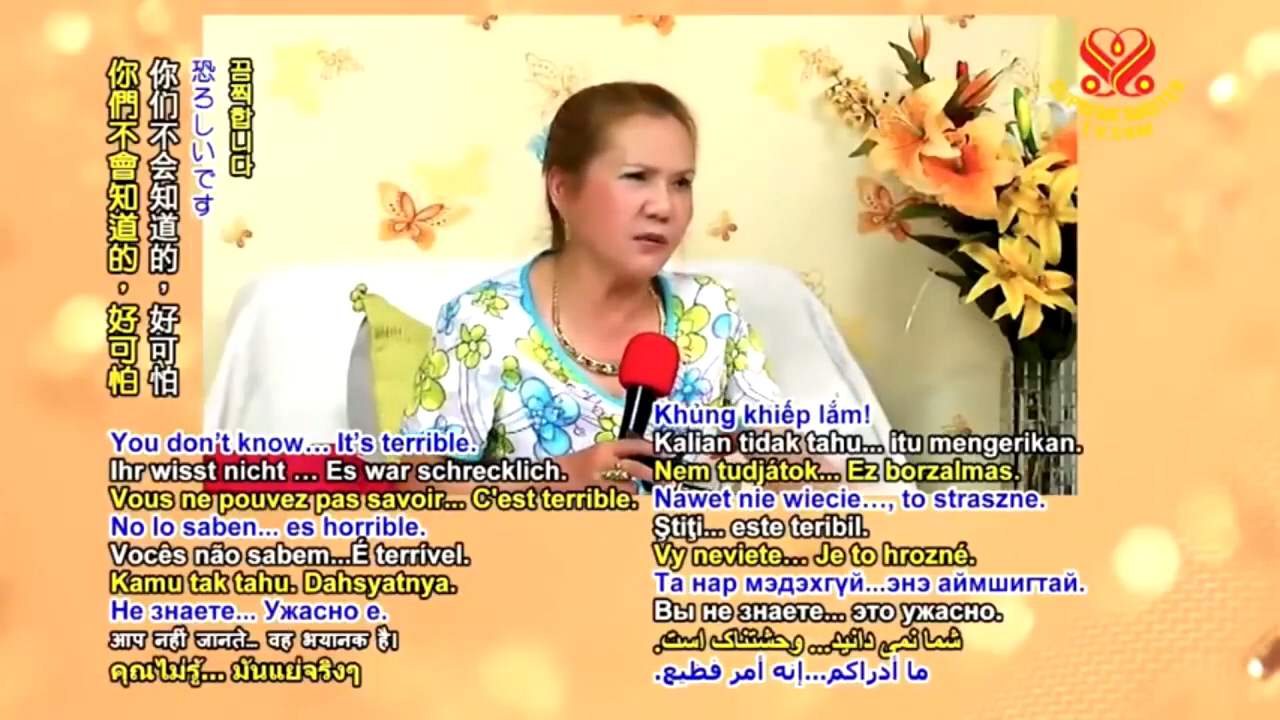 你們不會知道的，好可怕
你们不会知道的，好可怕
恐ろしいです
끔찍합니다
You don't know... It's terrible.
Ihr wisst nicht ... Es war schrecklich.
Vous ne pouvez pas savoir... C'est terrible.
No lo saben... es horrible.
Vocês não sabem...É terrível.
Kamu tak tahu. Dahsyatnya.
Не знаете... Ужасно е.
आप नहीं जानते... वह भयानक है।
คุณไม่รู้... มันแย่จริงๆ
Khủng khiếp lắm!
Kalian tidak tahu... itu mengerikan.
Nem tudjátok... Ez borzalmas.
Nawet nie wiecie…, to straszne.
Ştiţi... este teribil.
Vy neviete... Je to hrozné.
Та нар мэдэхгүй...энэ аймшигтай.
Вы не знаете... это ужасно.
شما نمی دانید... وحشتناک است.
ما أدراكم...إنه أمر فظيع.